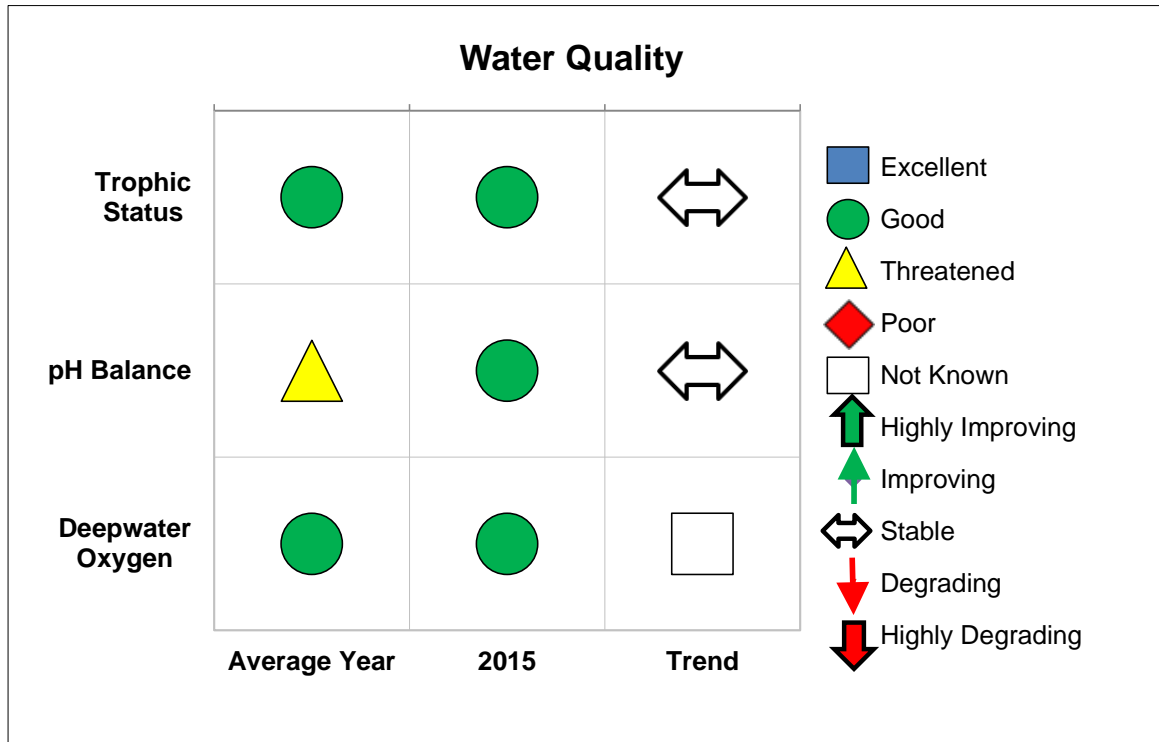 Water Quality
Trophic
Status
pH Balance
Deepwater
Oxygen
Average Year
2015
Trend
Excellent
Good
Threatened
Poor
Not Known
Highly Improving
Improving
Stable
Degrading
Highly Degrading